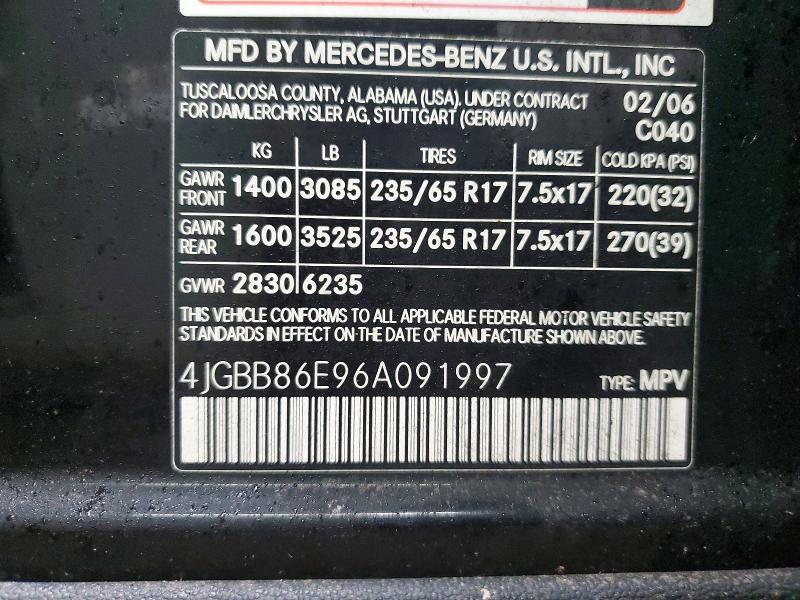 MFD BY MERCEDES-BENZ U.S. INTL., INC
TUSCALOOSA COUNTY, ALABAMA (USA). UNDER CONTRACT 02/06
FOR DAIMLERCHRYSLER AG, STUTTGART (GERMANY) C040
KG LB TIRES RIM SIZE COLD KPA (PSI)
GAWR FRONT 1400 3085 235/65 R17 7.5x17 220(32)
GAWR REAR 1600 3525 235/65 R17 7.5x17 270(39)
GVWR 2830 6235
THIS VEHICLE CONFORMS TO ALL APPLICABLE FEDERAL MOTOR VEHICLE SAFETY
STANDARDS IN EFFECT ON THE DATE OF MANUFACTURE SHOWN ABOVE.
4JGBB86E96A091997 TYPE: MPV